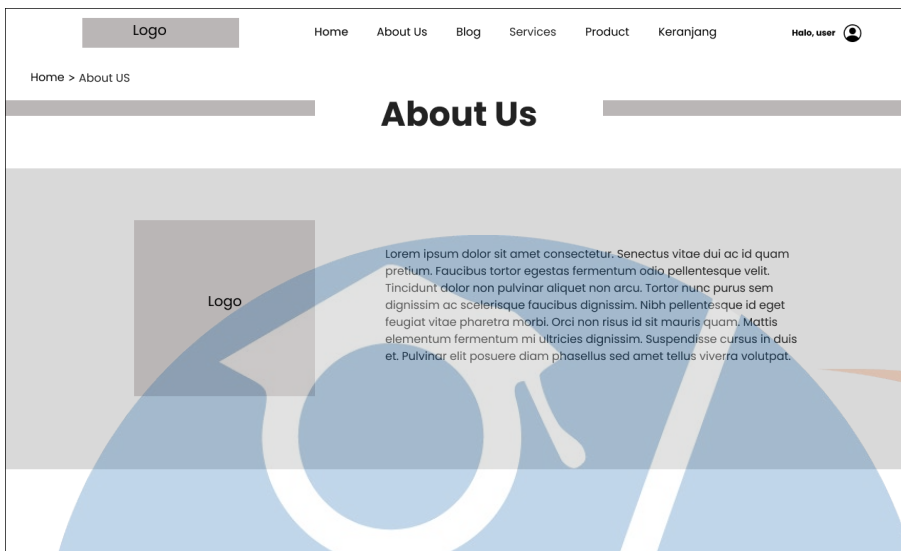 Logo
Home About Us Blog Services Product Keranjang
Halo, user
Home > About US
About Us
Logo
Lorem ipsum dolor sit amet consectetur. Senectus vitae dui ac id quam
pretium. Faucibus tortor egestas fermentum odio pellentesque velit.
Tincidunt dolor non pulvinar aliquet non arcu. Tortor nunc purus sem
dignissim ac scelerisque faucibus dignissim. Nibh pellentesque id eget
feugiat vitae pharetra morbi. Orci non risus id sit mauris quam. Mattis
elementum fermentum mi ultricies dignissim. Suspendisse cursus in duis
et. Pulvinar elit posuere diam phasellus sed amet tellus viverra volutpat.